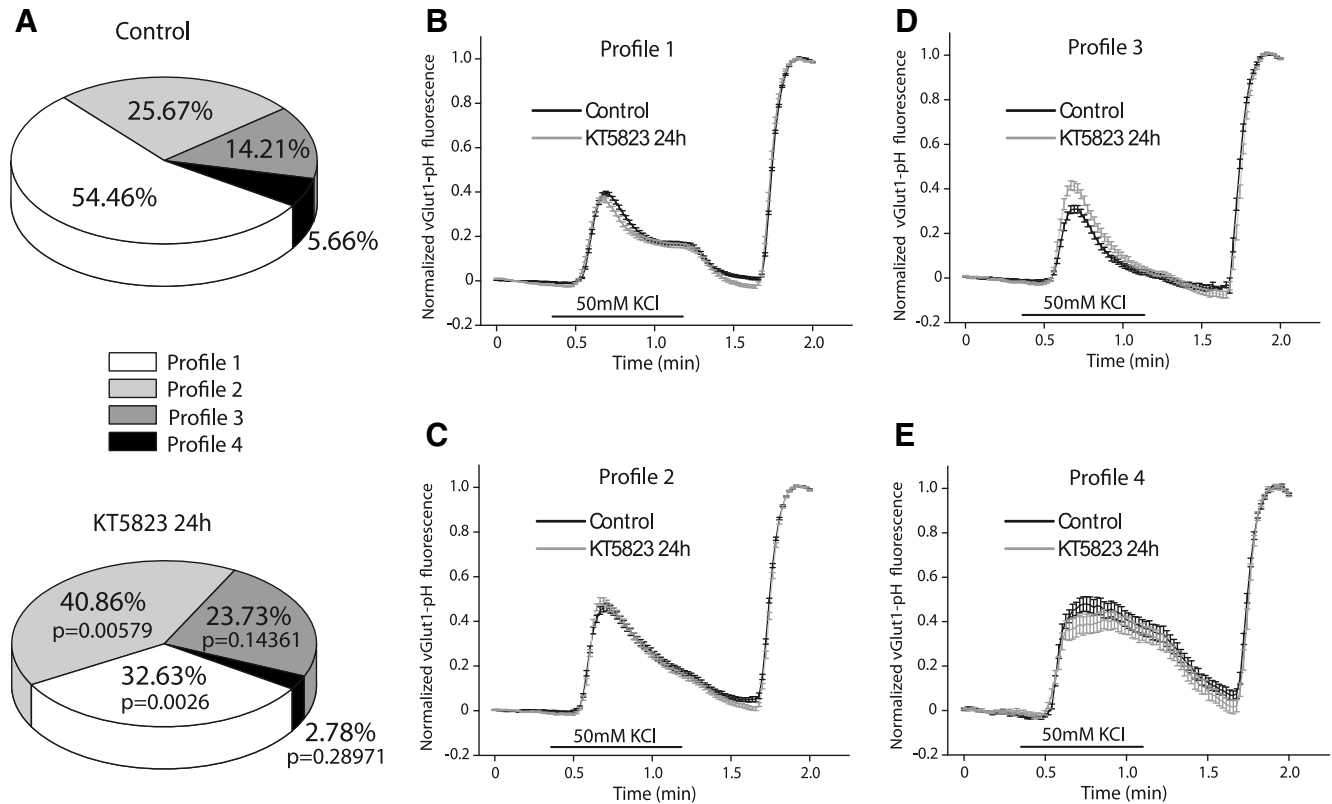 A
Control
25.67%
14.21%
54.46%
5.66%
Profile 1
Profile 2
Profile 3
Profile 4
KT5823 24h
40.86%
p=0.00579
23.73%
p=0.14361
32.63%
p=0.0026
2.78%
p=0.28971
B
Profile 1
Normalized vGlut1-pH fluorescence
1.0
0.8
0.6
0.4
0.2
0
-0.2
Control
KT5823 24h
50mM KCl
0
0.5
1.0
1.5
2.0
Time (min)
C
Profile 2
Normalized vGlut1-pH fluorescence
1.0
0.8
0.6
0.4
0.2
0
-0.2
Control
KT5823 24h
50mM KCl
0
0.5
1.0
1.5
2.0
Time (min)
D
Profile 3
Normalized vGlut1-pH fluorescence
1.0
0.8
0.6
0.4
0.2
0
-0.2
Control
KT5823 24h
50mM KCl
0
0.5
1.0
1.5
2.0
Time (min)
E
Profile 4
Normalized vGlut1-pH fluorescence
1.0
0.8
0.6
0.4
0.2
0
-0.2
Control
KT5823 24h
50mM KCl
0
0.5
1.0
1.5
2.0
Time (min)